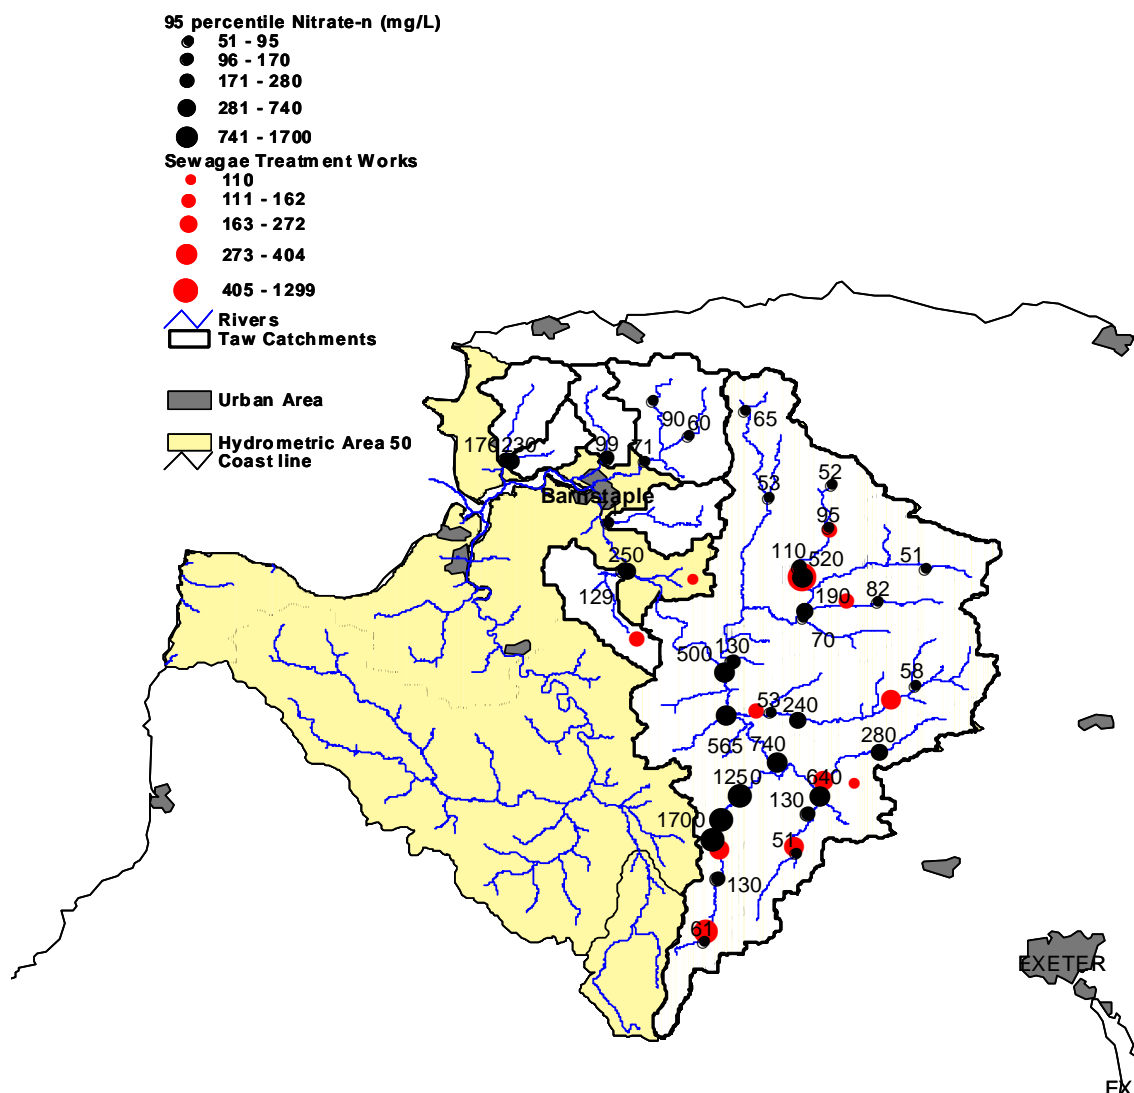 95 percentile Nitrate-n (mg/L)
51 - 95
96 - 170
171 - 280
281 - 740
741 - 1700
Sewagae Treatment Works
110
111 - 162
163 - 272
273 - 404
405 - 1299
Rivers
Taw Catchments
Urban Area
Hydrometric Area 50
Coast line
90
60
65
170
230
99
71
53
52
Barnstaple
95
250
110
520
51
129
190
82
70
500
130
58
53
240
565
740
280
1250
640
130
1700
51
130
61
EXETER
EX